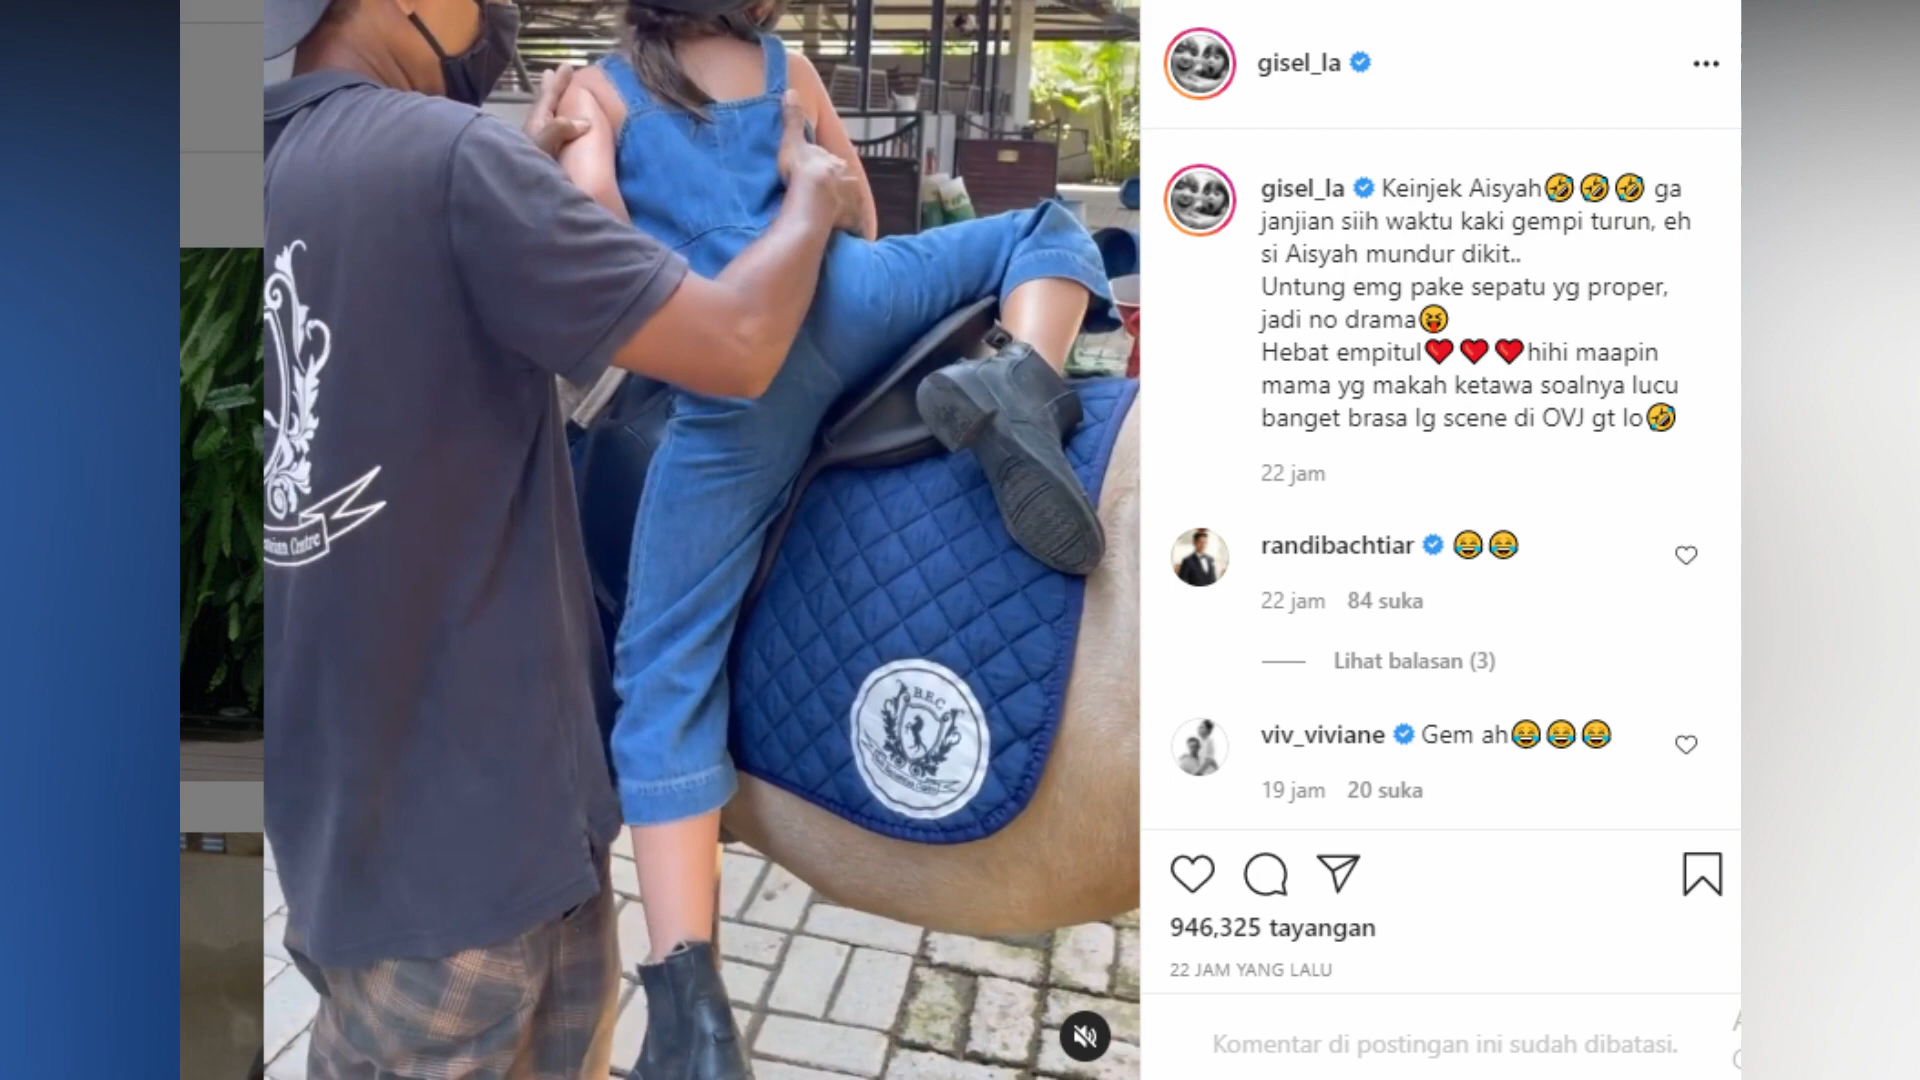 gisel_la
gisel_la Keinjek Aisyah🤣🤣🤣 ga
janjian siih waktu kaki gempi turun, eh
si Aisyah mundur dikit..
Untung emg pake sepatu yg proper,
jadi no drama😝
Hebat empitul❤️❤️❤️hihi maapin
mama yg makah ketawa soalnya lucu
banget brasa lg scene di OVJ gt lo🤣
22 jam
randibachtiar 😂😂
22 jam 84 suka
Lihat balasan (3)
viv_viviane Gem ah😂😂😂
19 jam 20 suka
946,325 tayangan
22 JAM YANG LALU
Komentar di postingan ini sudah dibatasi.
Centre
B.E.C